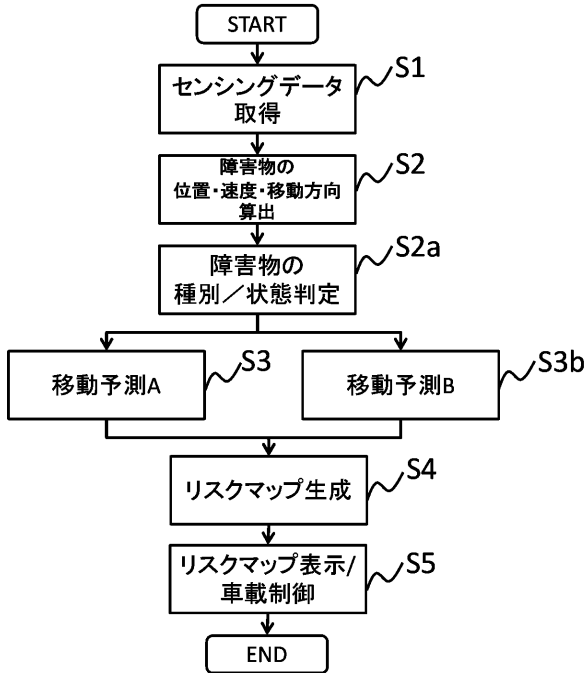 START
センシングデータ
取得
S1
障害物の
位置・速度・移動方向
算出
S2
障害物の
種別／状態判定
S2a
移動予測A
S3
移動予測B
S3b
リスクマップ生成
S4
リスクマップ表示/
車載制御
S5
END